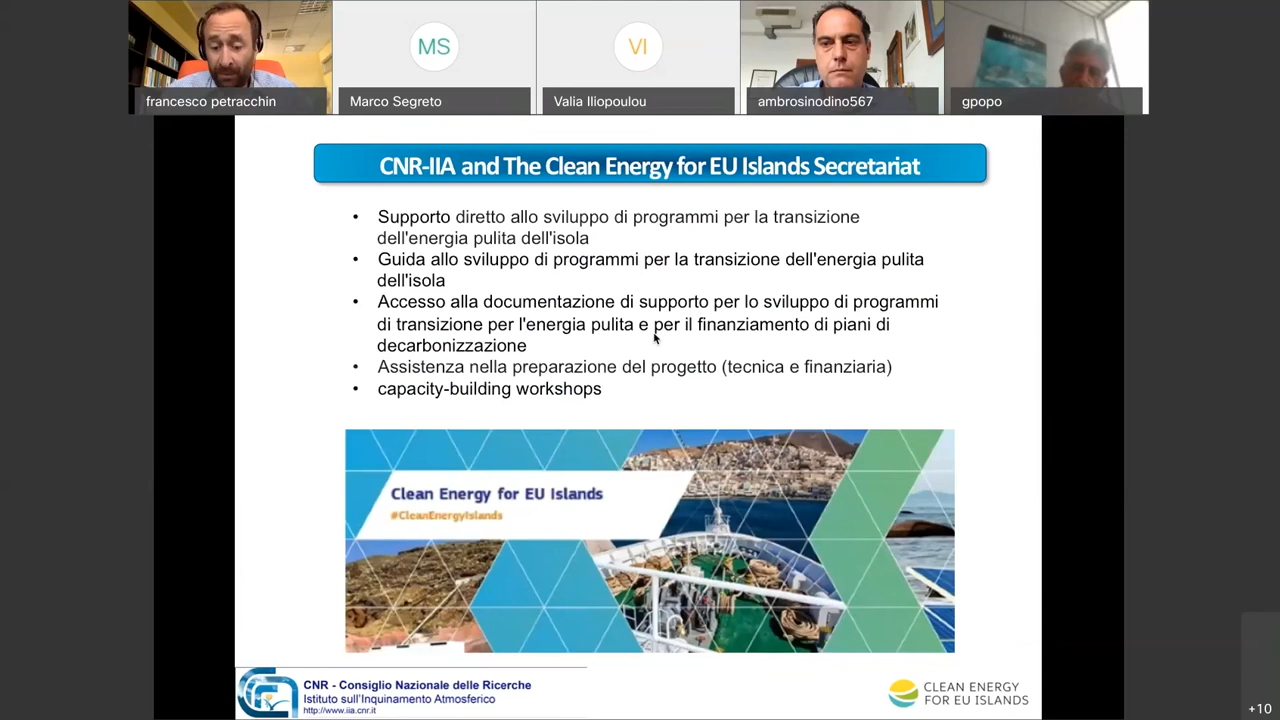 MS
VI
francesco petracchin
Marco Segreto
Valia Iliopoulou
ambrosinodino567
gpopo
CNR-IIA and The Clean Energy for EU Islands Secretariat
• Supporto diretto allo sviluppo di programmi per la transizione
dell'energia pulita dell'isola
• Guida allo sviluppo di programmi per la transizione dell'energia pulita
dell'isola
• Accesso alla documentazione di supporto per lo sviluppo di programmi
di transizione per l'energia pulita e per il finanziamento di piani di
decarbonizzazione
• Assistenza nella preparazione del progetto (tecnica e finanziaria)
• capacity-building workshops
Clean Energy for EU Islands
#CleanEnergyIslands
CNR - Consiglio Nazionale delle Ricerche
Istituto sull'Inquinamento Atmosferico
http://www.iia.cnr.it
CLEAN ENERGY
FOR EU ISLANDS
+10